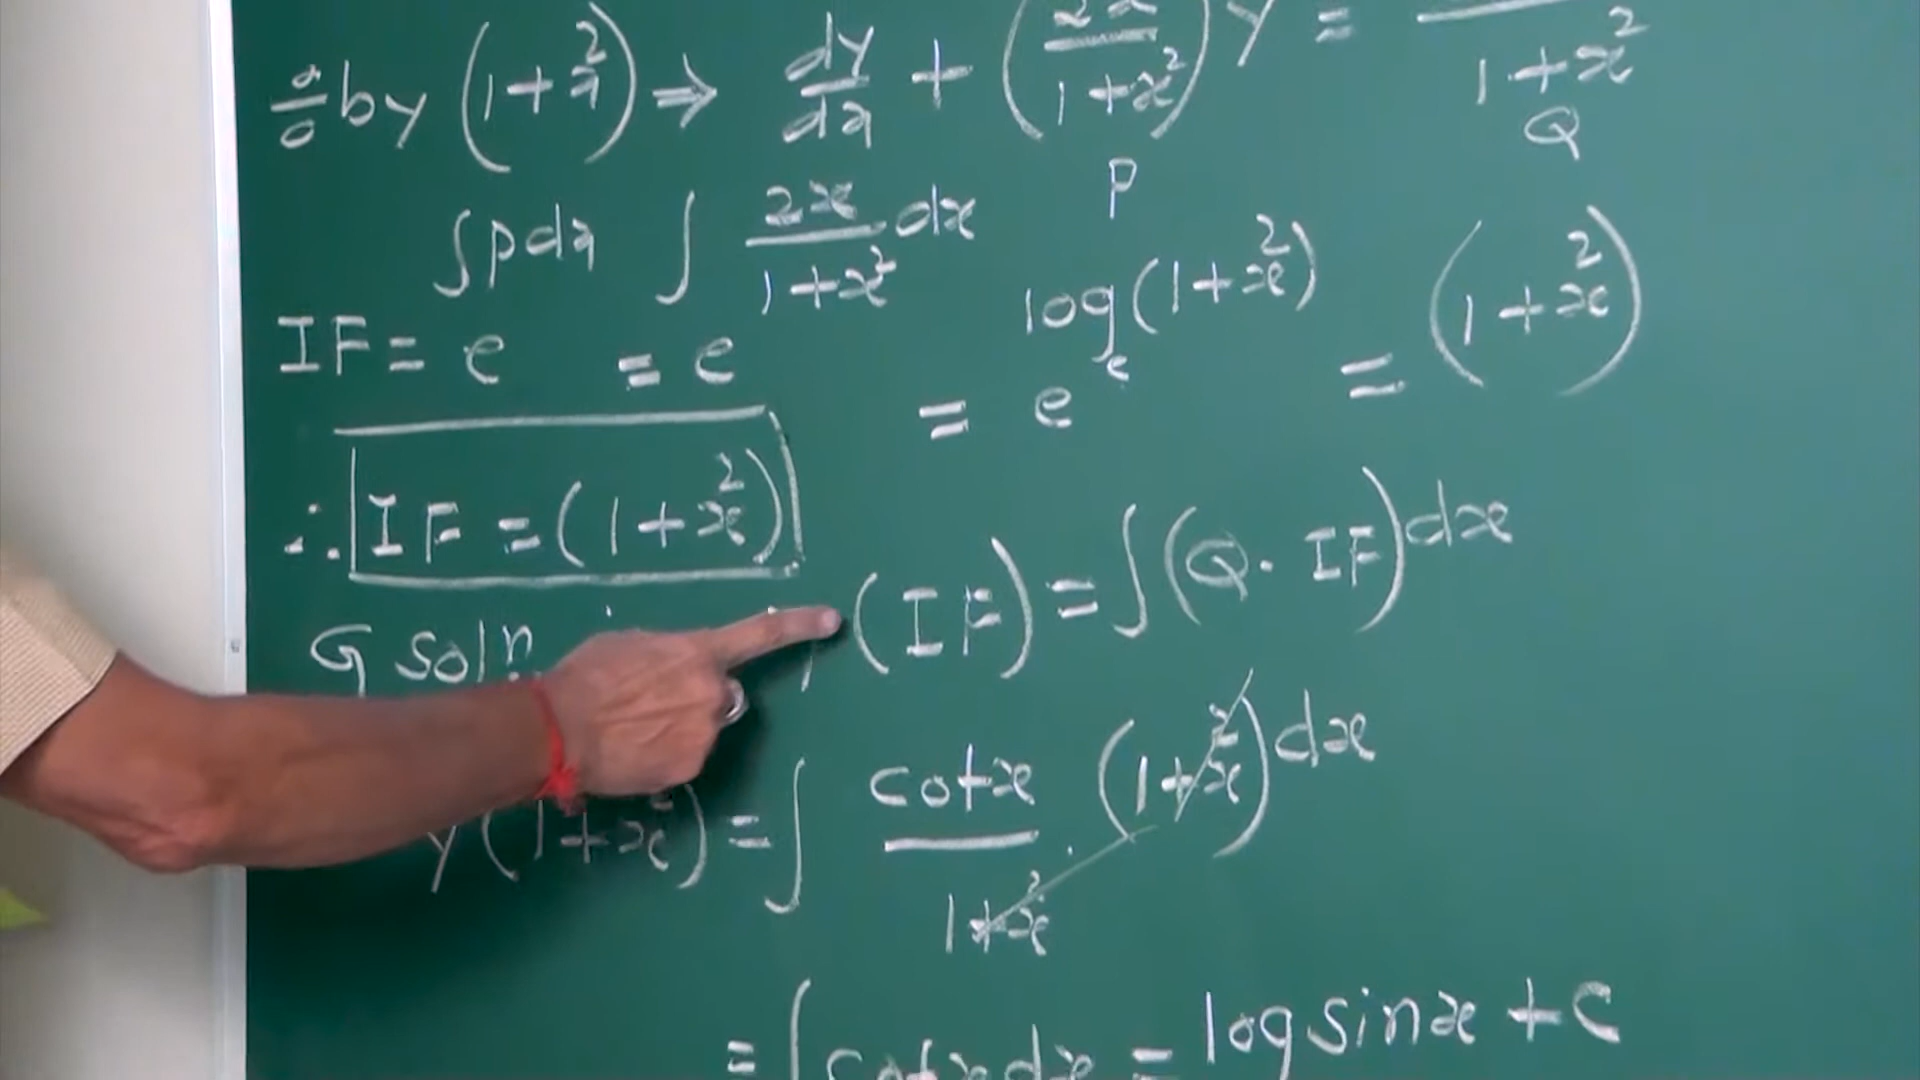 ÷ by (1+x²) ⇒ dy/dx + (2x/(1+x²)) y = /(1+x²)
P Q
∫pdx ∫ 2x/(1+x²) dx
IF = e = e = e log_e(1+x²) = (1+x²)
∴ IF = (1+x²)
G soln (IF) = ∫(Q · IF) dx
y(1+x²) = ∫ cotx/(1+x²) · (1+x²) dx
= ∫ cotx dx = log sinx + c